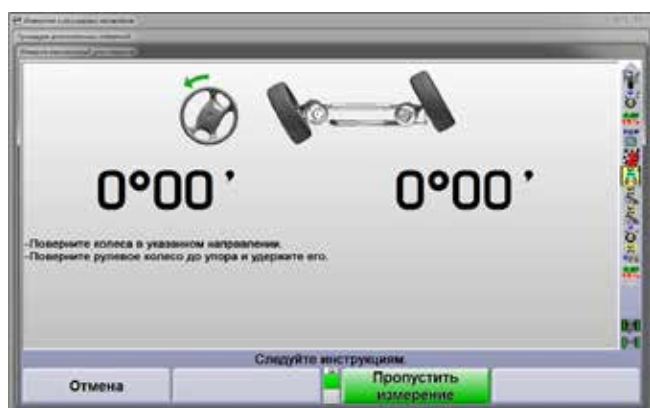 0°00 '
0°00 '
-Поверните колеса в указанном направлении.
-Поверните рулевое колесо до упора и удержите его.
Следуйте инструкциям.
Отмена
Пропустить
измерение